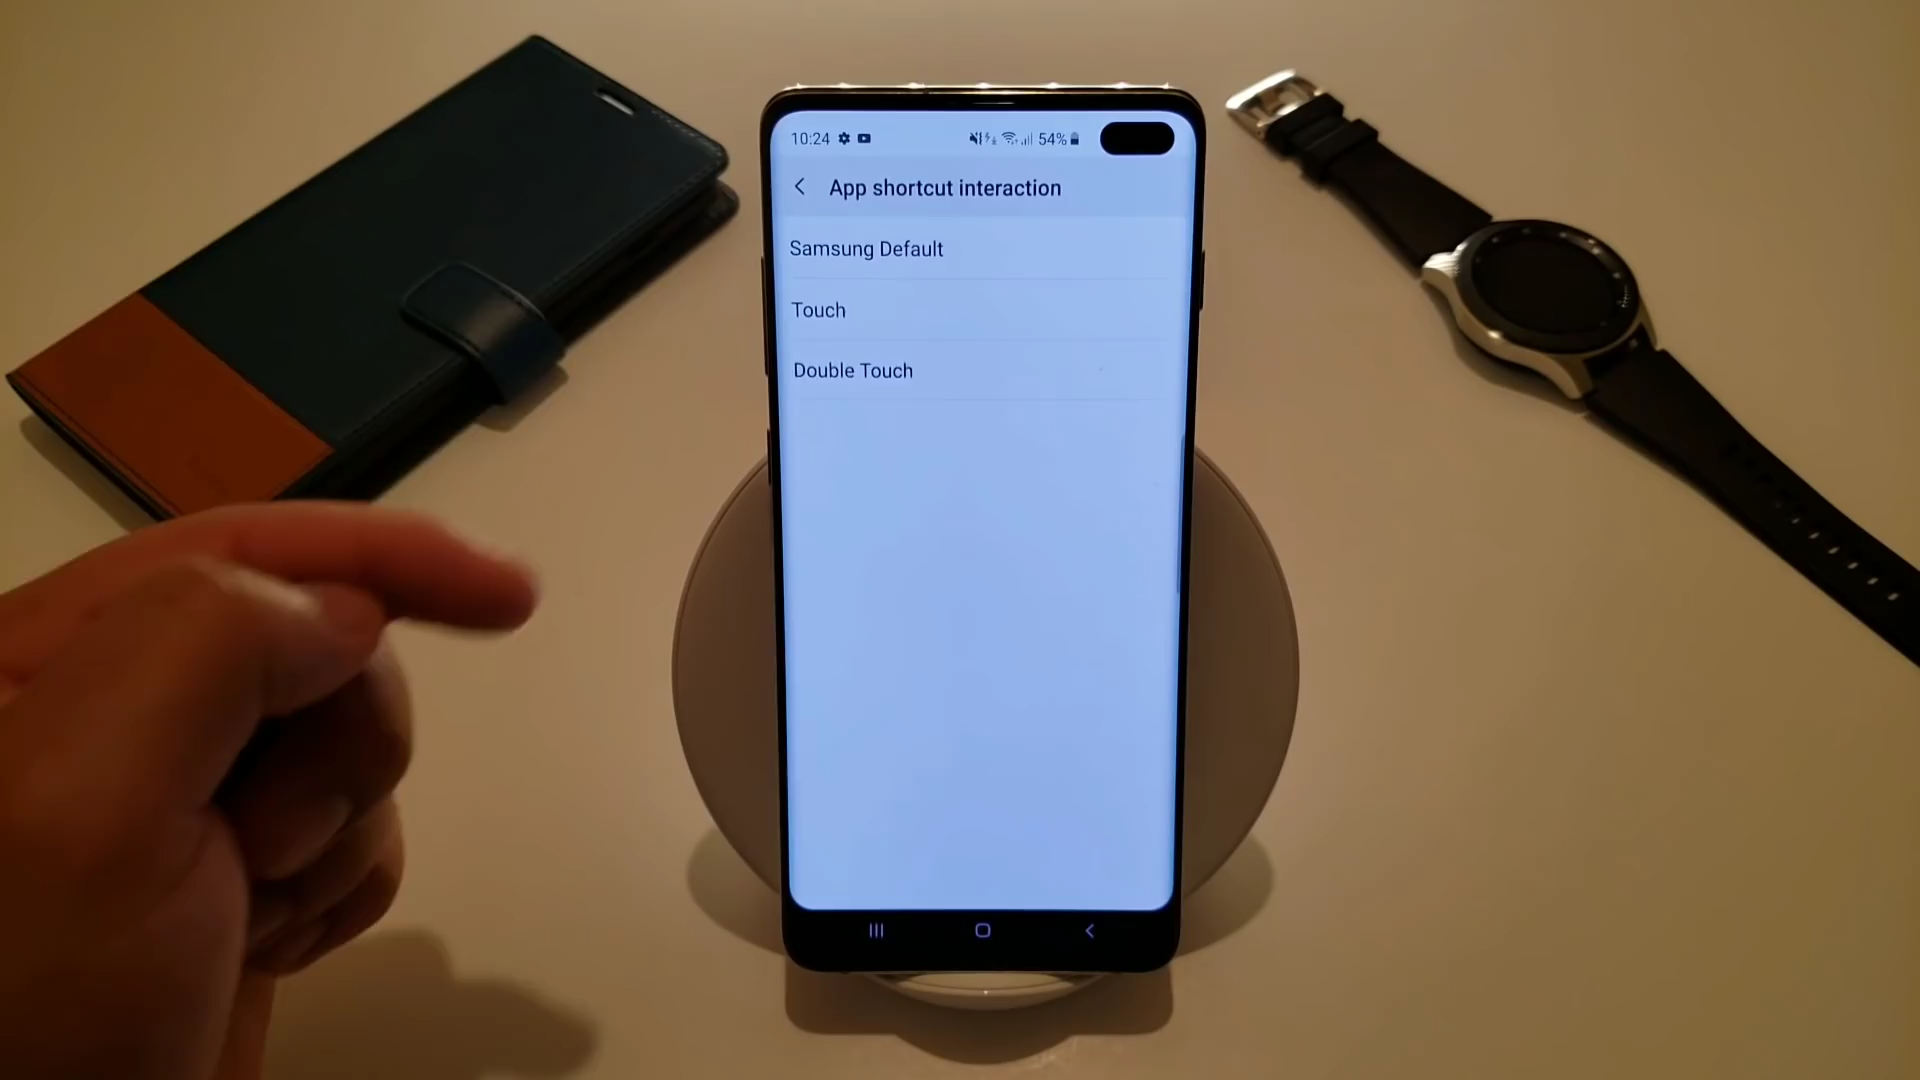 10:24 54%
App shortcut interaction
Samsung Default
Touch
Double Touch